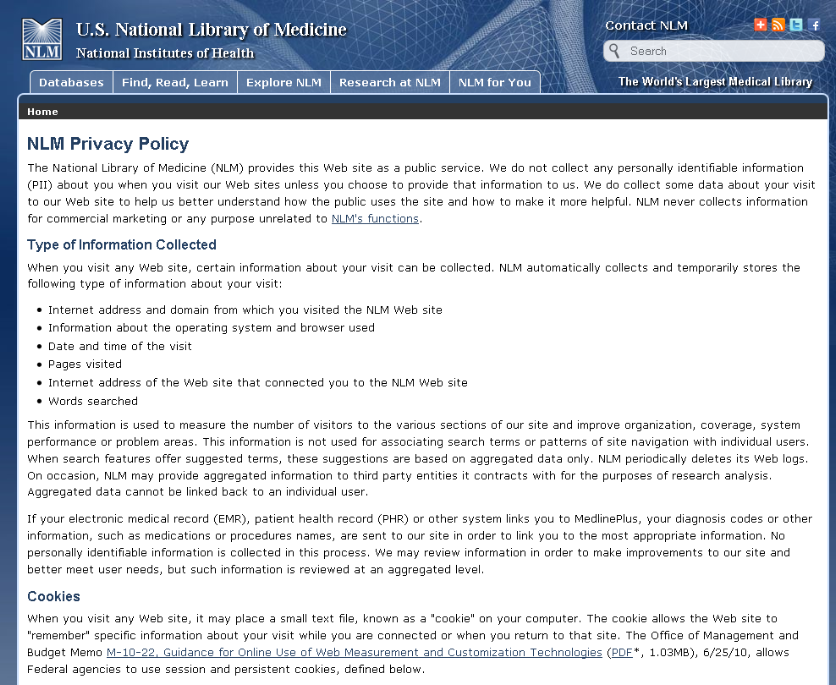 U.S. National Library of Medicine
National Institutes of Health
NLM
Contact NLM
Search
Databases
Find, Read, Learn
Explore NLM
Research at NLM
NLM for You
The World's Largest Medical Library
Home
NLM Privacy Policy
The National Library of Medicine (NLM) provides this Web site as a public service. We do not collect any personally identifiable information
(PII) about you when you visit our Web sites unless you choose to provide that information to us. We do collect some data about your visit
to our Web site to help us better understand how the public uses the site and how to make it more helpful. NLM never collects information
for commercial marketing or any purpose unrelated to NLM's functions.
Type of Information Collected
When you visit any Web site, certain information about your visit can be collected. NLM automatically collects and temporarily stores the
following type of information about your visit:
• Internet address and domain from which you visited the NLM Web site
• Information about the operating system and browser used
• Date and time of the visit
• Pages visited
• Internet address of the Web site that connected you to the NLM Web site
• Words searched
This information is used to measure the number of visitors to the various sections of our site and improve organization, coverage, system
performance or problem areas. This information is not used for associating search terms or patterns of site navigation with individual users.
When search features offer suggested terms, these suggestions are based on aggregated data only. NLM periodically deletes its Web logs.
On occasion, NLM may provide aggregated information to third party entities it contracts with for the purposes of research analysis.
Aggregated data cannot be linked back to an individual user.
If your electronic medical record (EMR), patient health record (PHR) or other system links you to MedlinePlus, your diagnosis codes or other
information, such as medications or procedures names, are sent to our site in order to link you to the most appropriate information. No
personally identifiable information is collected in this process. We may review information in order to make improvements to our site and
better meet user needs, but such information is reviewed at an aggregated level.
Cookies
When you visit any Web site, it may place a small text file, known as a "cookie" on your computer. The cookie allows the Web site to
"remember" specific information about your visit while you are connected or when you return to that site. The Office of Management and
Budget Memo M-10-22, Guidance for Online Use of Web Measurement and Customization Technologies (PDF*, 1.03MB), 6/25/10, allows
Federal agencies to use session and persistent cookies, defined below.